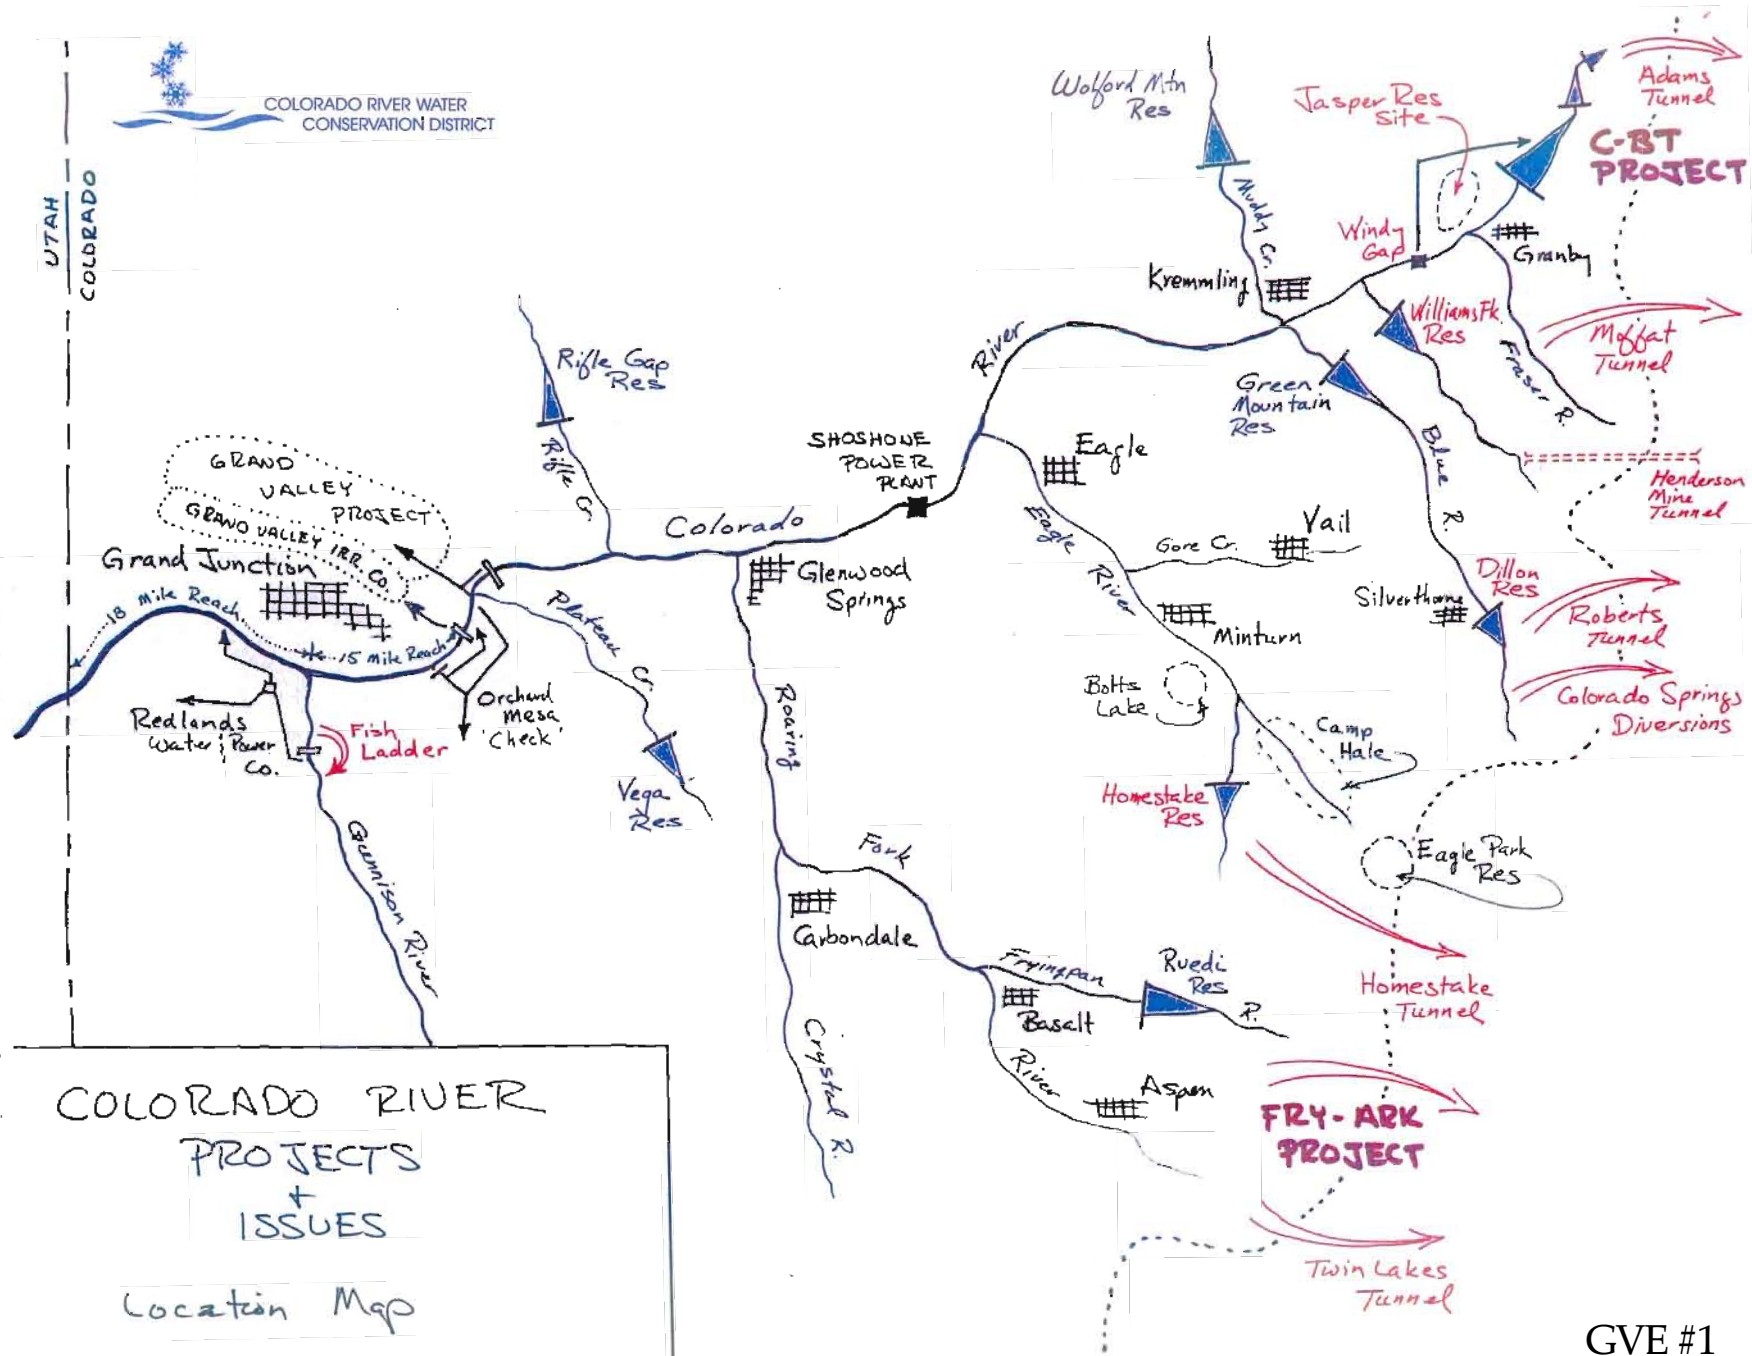 COLORADO RIVER WATER
CONSERVATION DISTRICT
UTAH
COLORADO
Wolford Mtn
Res
Jasper Res
Site
Adams
Tunnel
C-BT
PROJECT
Muddy Cr.
Windy
Gap
Granby
Kremmling
Williams Fk.
Res
Moffat
Tunnel
Fraser R.
River
Rifle Gap
Res
Green
Mountain
Res
Blue R.
Henderson
Mine
Tunnel
SHOSHONE
POWER
PLANT
Eagle
Rifle Cr.
GRAND
VALLEY
PROJECT
GRAND VALLEY IRR. Co.
Colorado
Eagle
River
Gore Cr.
Vail
Grand Junction
Glenwood
Springs
Dillon
Res
Silverthorne
Roberts
Tunnel
18 Mile Reach
15 Mile Reach
Plateau Cr.
Minturn
Botts
Lake
Colorado Springs
Diversions
Orchard
Mesa
'Check'
Redlands
Water & Power
Co.
Fish
Ladder
Roaring
Camp
Hale
Vega
Res
Homestake
Res
Gunnison River
Fork
Eagle Park
Res
Carbondale
Fryingpan
Ruedi
Res
R.
Homestake
Tunnel
Basalt
River
Crystal R.
Aspen
FRY-ARK
PROJECT
Twin Lakes
Tunnel
COLORADO RIVER
PROJECTS
+
ISSUES
Location Map
GVE #1